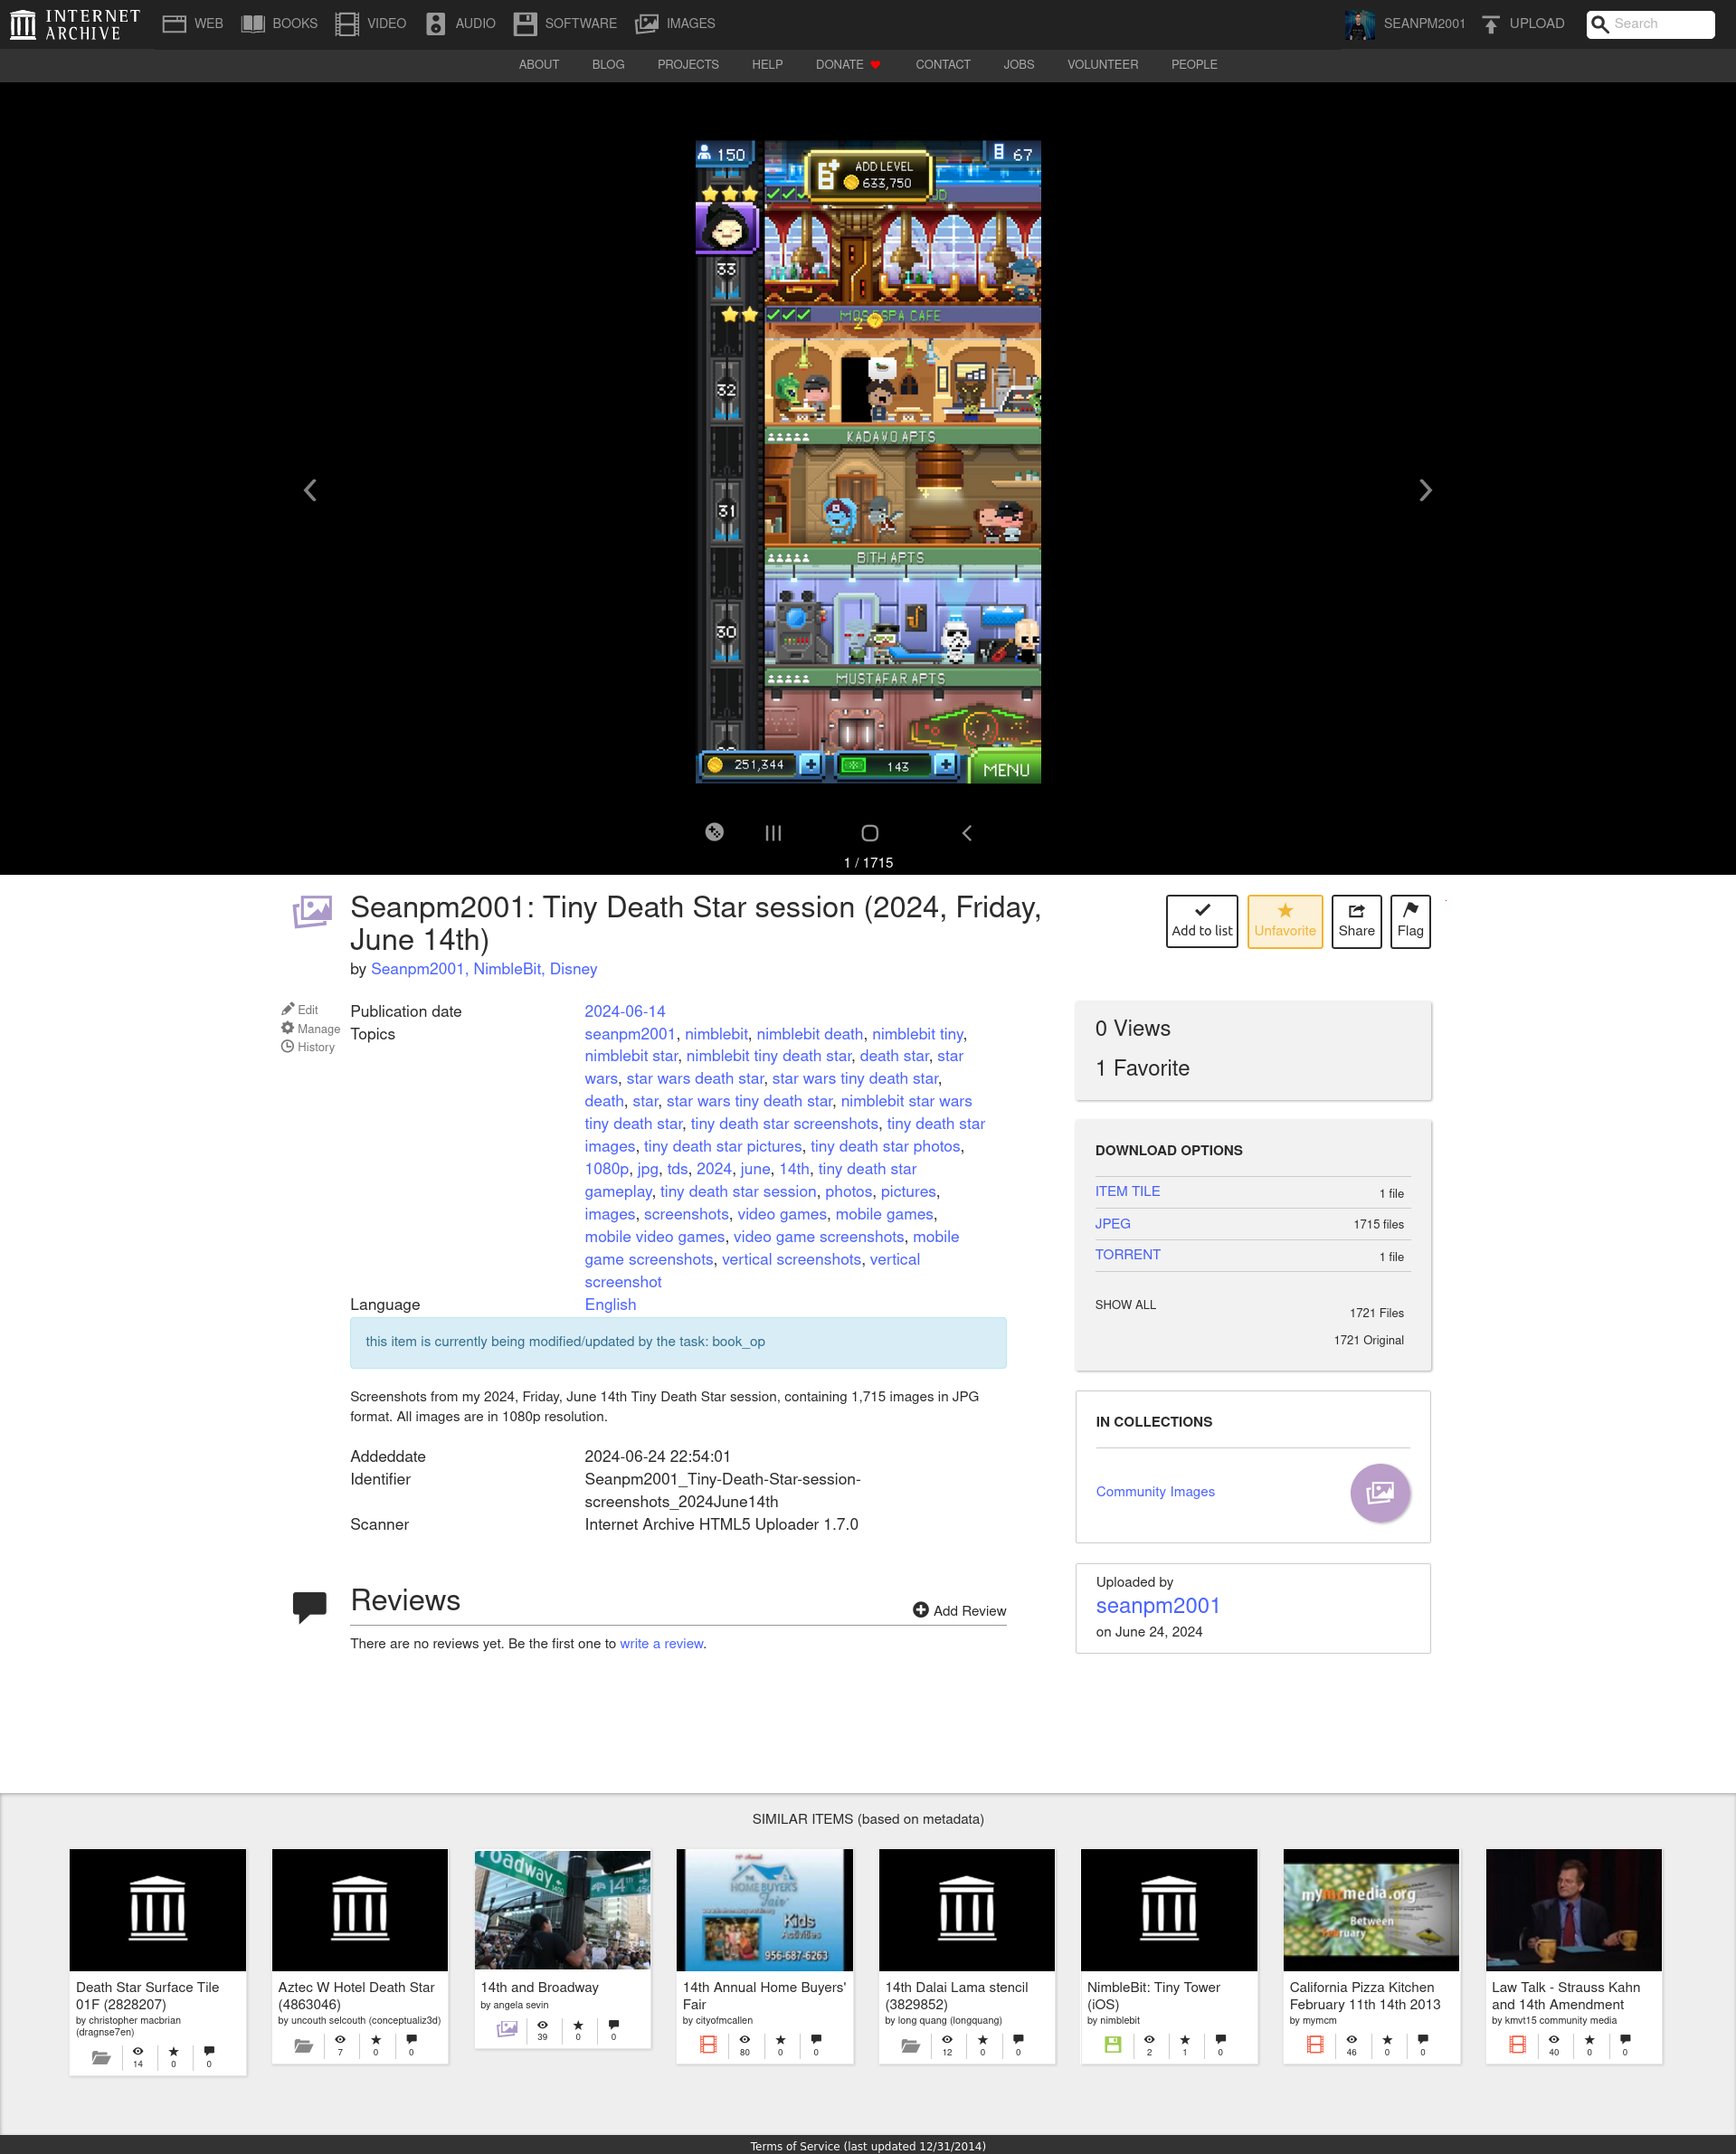 INTERNET ARCHIVE
WEB BOOKS VIDEO AUDIO SOFTWARE IMAGES
SEANPM2001 UPLOAD Search
ABOUT BLOG PROJECTS HELP DONATE CONTACT JOBS VOLUNTEER PEOPLE
150
ADD LEVEL
633,750
67
33
MOS ESPA CAFE
2
32
KADAVO APTS
31
BITH APTS
30
MUSTAFAR APTS
251,344
143
MENU
1 / 1715
Seanpm2001: Tiny Death Star session (2024, Friday,
June 14th)
by Seanpm2001, NimbleBit, Disney
Add to list
Unfavorite
Share
Flag
Edit
Manage
History
Publication date 2024-06-14
Topics seanpm2001, nimblebit, nimblebit death, nimblebit tiny,
nimblebit star, nimblebit tiny death star, death star, star
wars, star wars death star, star wars tiny death star,
death, star, star wars tiny death star, nimblebit star wars
tiny death star, tiny death star screenshots, tiny death star
images, tiny death star pictures, tiny death star photos,
1080p, jpg, tds, 2024, june, 14th, tiny death star
gameplay, tiny death star session, photos, pictures,
images, screenshots, video games, mobile games,
mobile video games, video game screenshots, mobile
game screenshots, vertical screenshots, vertical
screenshot
Language English
this item is currently being modified/updated by the task: book_op
Screenshots from my 2024, Friday, June 14th Tiny Death Star session, containing 1,715 images in JPG
format. All images are in 1080p resolution.
Addeddate 2024-06-24 22:54:01
Identifier Seanpm2001_Tiny-Death-Star-session-
screenshots_2024June14th
Scanner Internet Archive HTML5 Uploader 1.7.0
Reviews
Add Review
There are no reviews yet. Be the first one to write a review.
0 Views
1 Favorite
DOWNLOAD OPTIONS
ITEM TILE 1 file
JPEG 1715 files
TORRENT 1 file
SHOW ALL 1721 Files
1721 Original
IN COLLECTIONS
Community Images
Uploaded by
seanpm2001
on June 24, 2024
SIMILAR ITEMS (based on metadata)
Death Star Surface Tile
01F (2828207)
by christopher macbrian
(dragnse7en)
14 0 0
Aztec W Hotel Death Star
(4863046)
by uncouth selcouth (conceptualiz3d)
7 0 0
oadway
14th
14th and Broadway
by angela sevin
39 0 0
THE
HOME BUYER'S
Fair
Kids
Activities
956-687-6263
14th Annual Home Buyers'
Fair
by cityofmcallen
80 0 0
14th Dalai Lama stencil
(3829852)
by long quang (longquang)
12 0 0
NimbleBit: Tiny Tower
(iOS)
by nimblebit
2 1 0
mymcmedia.org
Between
California Pizza Kitchen
February 11th 14th 2013
by mymcm
46 0 0
Law Talk - Strauss Kahn
and 14th Amendment
by kmvt15 community media
40 0 0
Terms of Service (last updated 12/31/2014)